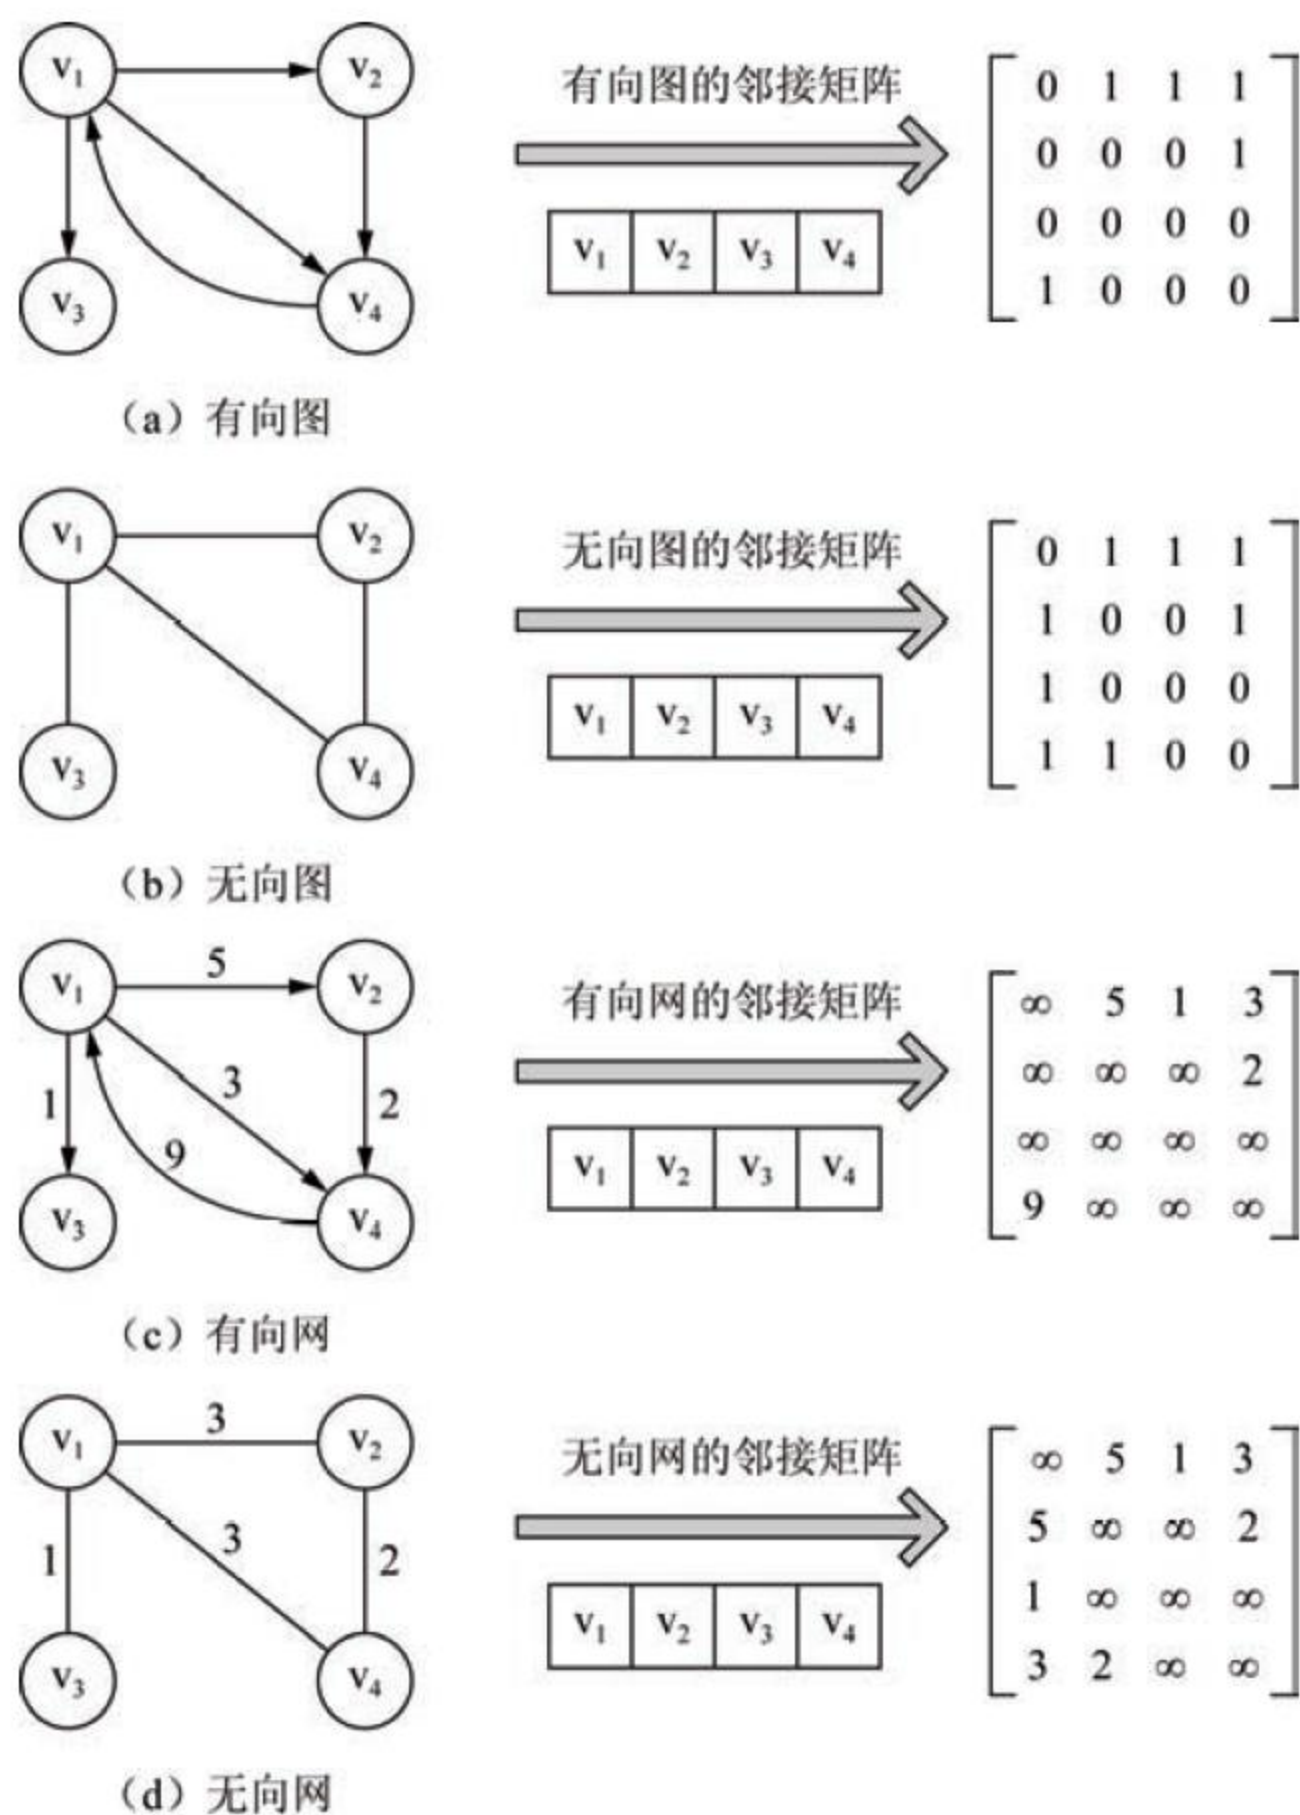 v₁ v₂
v₃ v₄
(a) 有向图
有向图的邻接矩阵
v₁ v₂ v₃ v₄
0 1 1 1
0 0 0 1
0 0 0 0
1 0 0 0
v₁ v₂
v₃ v₄
(b) 无向图
无向图的邻接矩阵
v₁ v₂ v₃ v₄
0 1 1 1
1 0 0 1
1 0 0 0
1 1 0 0
v₁ 5 v₂
1 3 2
9
v₃ v₄
(c) 有向网
有向网的邻接矩阵
v₁ v₂ v₃ v₄
∞ 5 1 3
∞ ∞ ∞ 2
∞ ∞ ∞ ∞
9 ∞ ∞ ∞
v₁ 3 v₂
1 3 2
v₃ v₄
(d) 无向网
无向网的邻接矩阵
v₁ v₂ v₃ v₄
∞ 5 1 3
5 ∞ ∞ 2
1 ∞ ∞ ∞
3 2 ∞ ∞